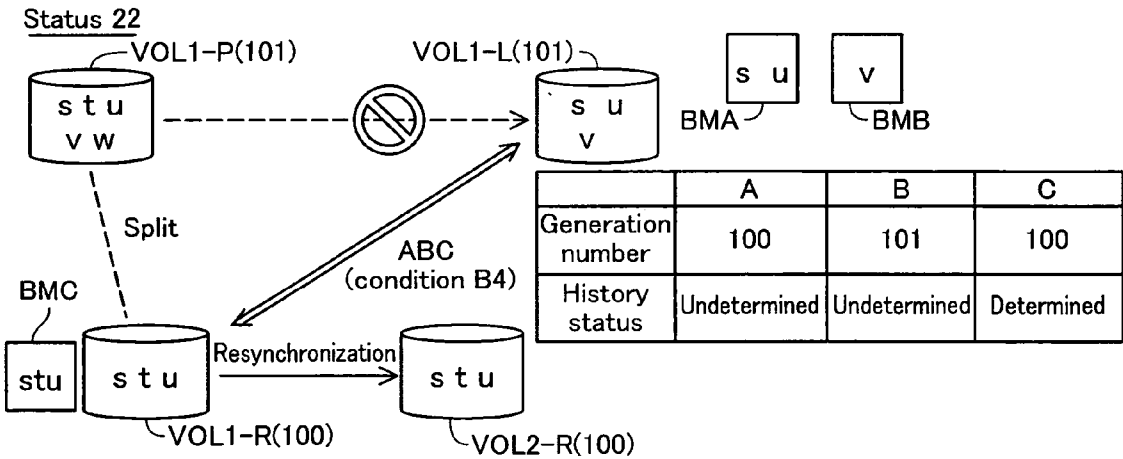 Status 22
VOL1-P(101)
VOL1-L(101)
s t u
v w
s u
v
s u
v
BMA
BMB
Split
ABC
(condition B4)
A B C
Generation
number
100 101 100
History
status
Undetermined Undetermined Determined
BMC
stu
s t u
Resynchronization
s t u
VOL1-R(100)
VOL2-R(100)